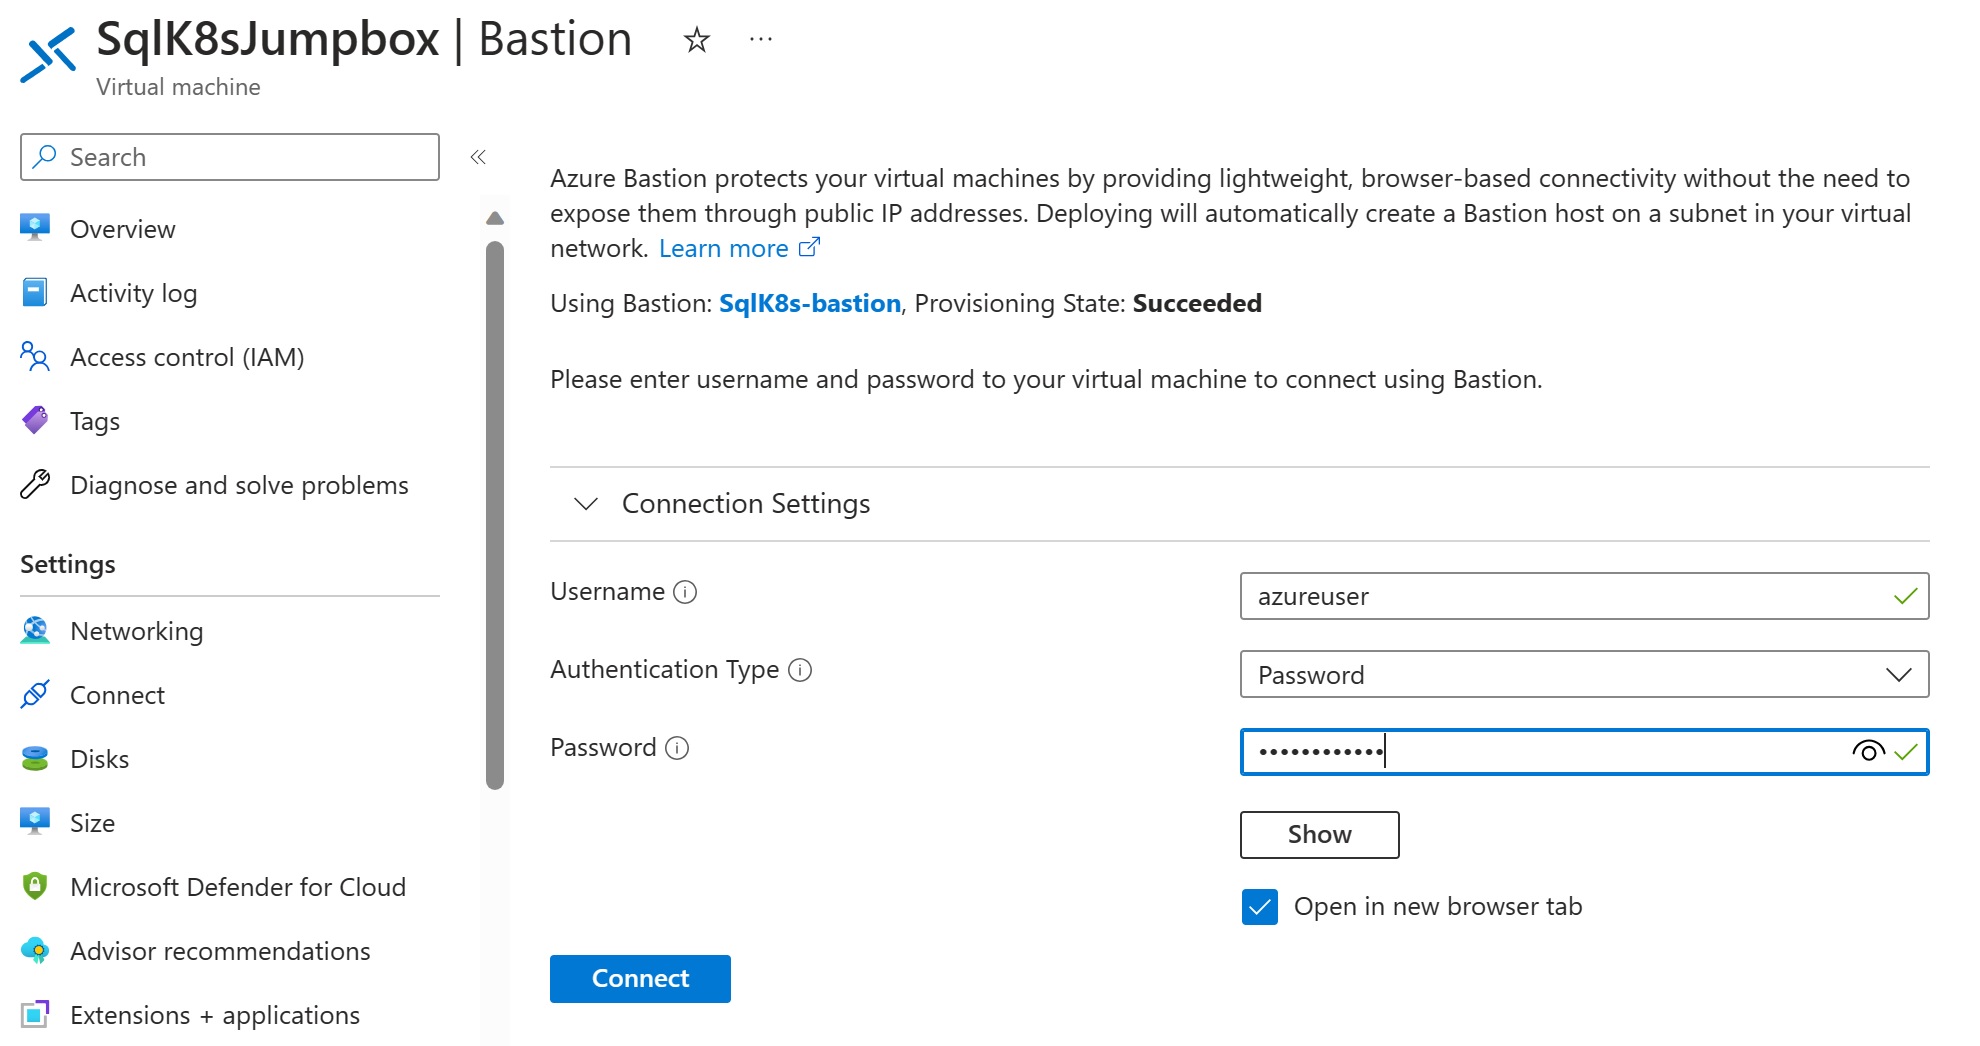 SqlK8sJumpbox | Bastion
Virtual machine
Search
Overview
Activity log
Access control (IAM)
Tags
Diagnose and solve problems
Settings
Networking
Connect
Disks
Size
Microsoft Defender for Cloud
Advisor recommendations
Extensions + applications
Azure Bastion protects your virtual machines by providing lightweight, browser-based connectivity without the need to
expose them through public IP addresses. Deploying will automatically create a Bastion host on a subnet in your virtual
network. Learn more
Using Bastion: SqlK8s-bastion, Provisioning State: Succeeded
Please enter username and password to your virtual machine to connect using Bastion.
Connection Settings
Username
azureuser
Authentication Type
Password
Password
••••••••••••
Show
Open in new browser tab
Connect